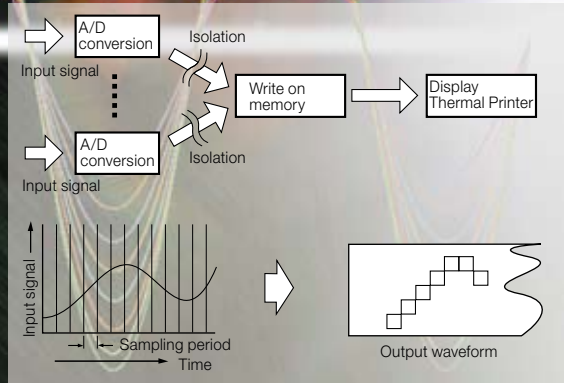 A/D
conversion
Isolation
Input signal
Write on
memory
Display
Thermal Printer
A/D
conversion
Isolation
Input signal
Input signal
Sampling period
Time
Output waveform